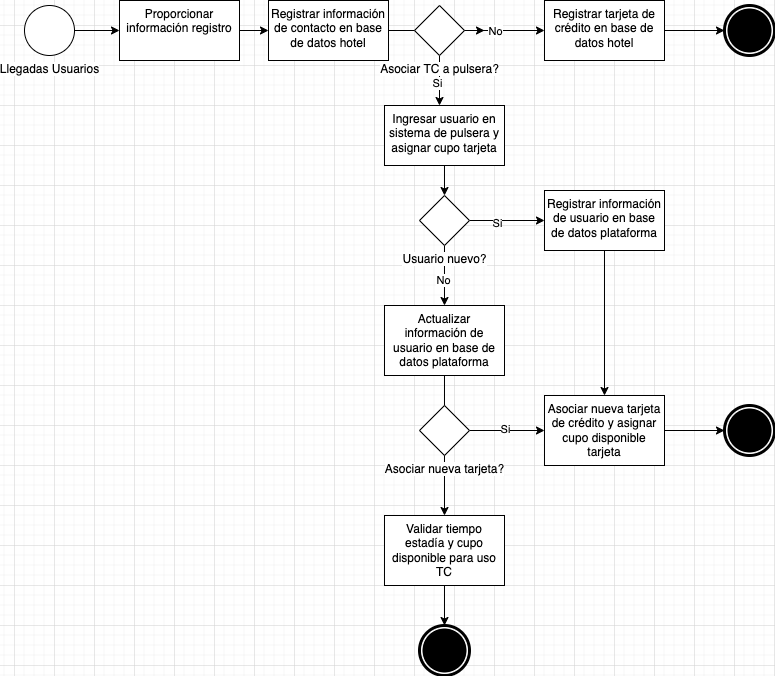 Llegadas Usuarios
Proporcionar
información registro
Registrar información
de contacto en base
de datos hotel
Asociar TC a pulsera?
No
Registrar tarjeta de
crédito en base de
datos hotel
Si
Ingresar usuario en
sistema de pulsera y
asignar cupo tarjeta
Usuario nuevo?
Si
Registrar información
de usuario en base
de datos plataforma
No
Actualizar
información de
usuario en base de
datos plataforma
Asociar nueva tarjeta?
Si
Asociar nueva tarjeta
de crédito y asignar
cupo disponible
tarjeta
Validar tiempo
estadía y cupo
disponible para uso
TC